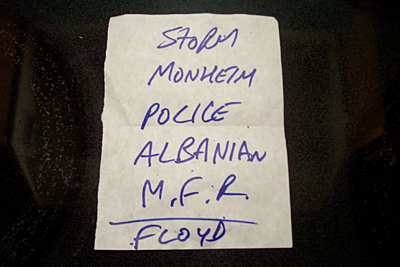 STORM
MONHEIM
POLICE
ALBANIAN
M.F.R.
FLOYD